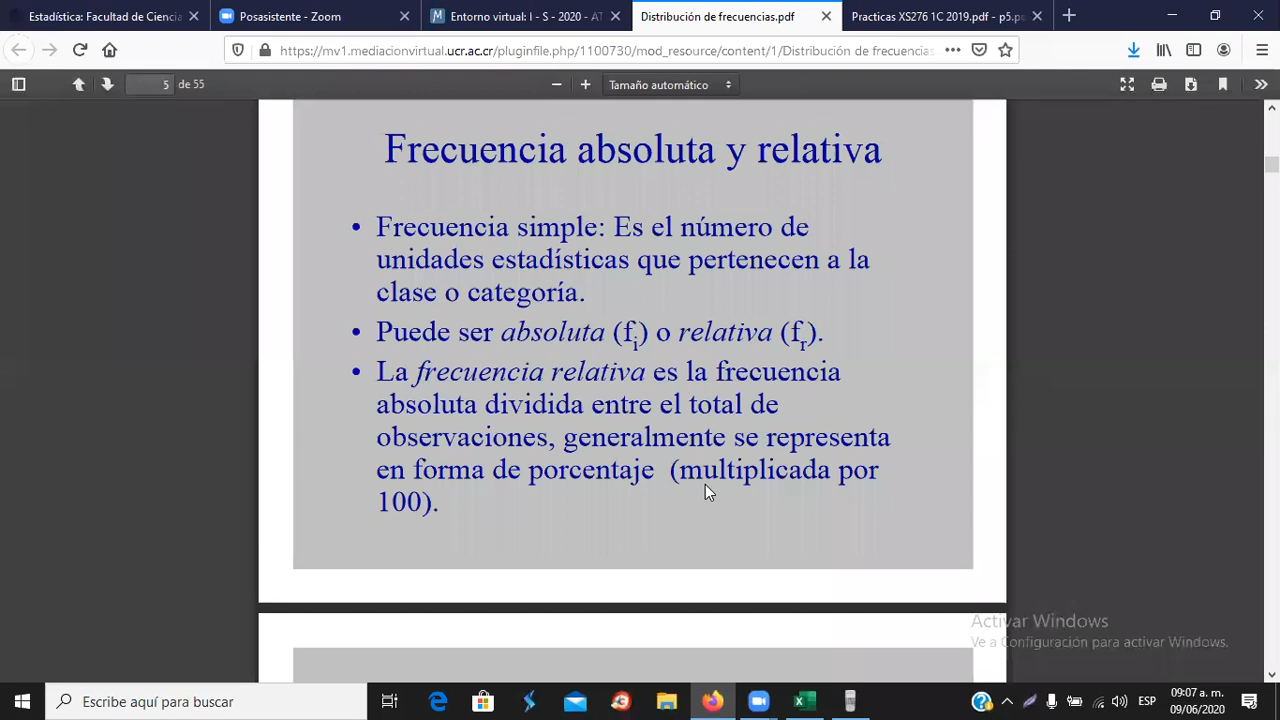 Estadística: Facultad de Ciencia
Posasistente - Zoom
Entorno virtual: I - S - 2020 - AT
Distribución de frecuencias.pdf
Practicas XS276 1C 2019.pdf - p5.pu
https://mv1.mediacionvirtual.ucr.ac.cr/pluginfile.php/1100730/mod_resource/content/1/Distribución de frecuencias
5 de 55
Tamaño automático
Frecuencia absoluta y relativa
• Frecuencia simple: Es el número de
unidades estadísticas que pertenecen a la
clase o categoría.
• Puede ser absoluta (fi) o relativa (fr).
• La frecuencia relativa es la frecuencia
absoluta dividida entre el total de
observaciones, generalmente se representa
en forma de porcentaje (multiplicada por
100).
Activar Windows
Ve a Configuración para activar Windows.
Escribe aquí para buscar
ESP
09:07 a. m.
09/06/2020